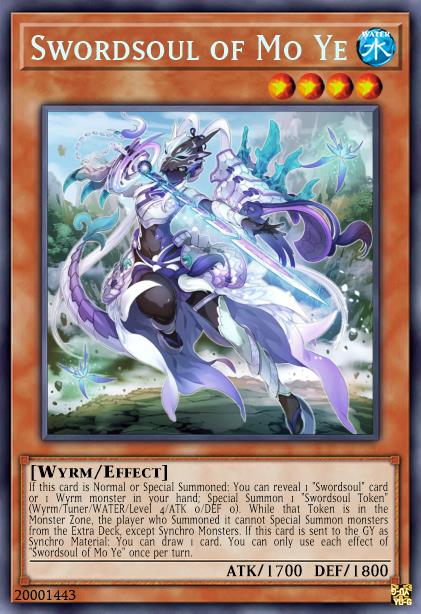 Swordsoul of Mo Ye
WATER
水
[Wyrm/Effect]
If this card is Normal or Special Summoned: You can reveal 1 "Swordsoul" card
or 1 Wyrm monster in your hand; Special Summon 1 "Swordsoul Token"
(Wyrm/Tuner/WATER/Level 4/ATK 0/DEF 0). While that Token is in the
Monster Zone, the player who Summoned it cannot Special Summon monsters
from the Extra Deck, except Synchro Monsters. If this card is sent to the GY as
Synchro Material: You can draw 1 card. You can only use each effect of
"Swordsoul of Mo Ye" once per turn.
ATK/1700 DEF/1800
20001443